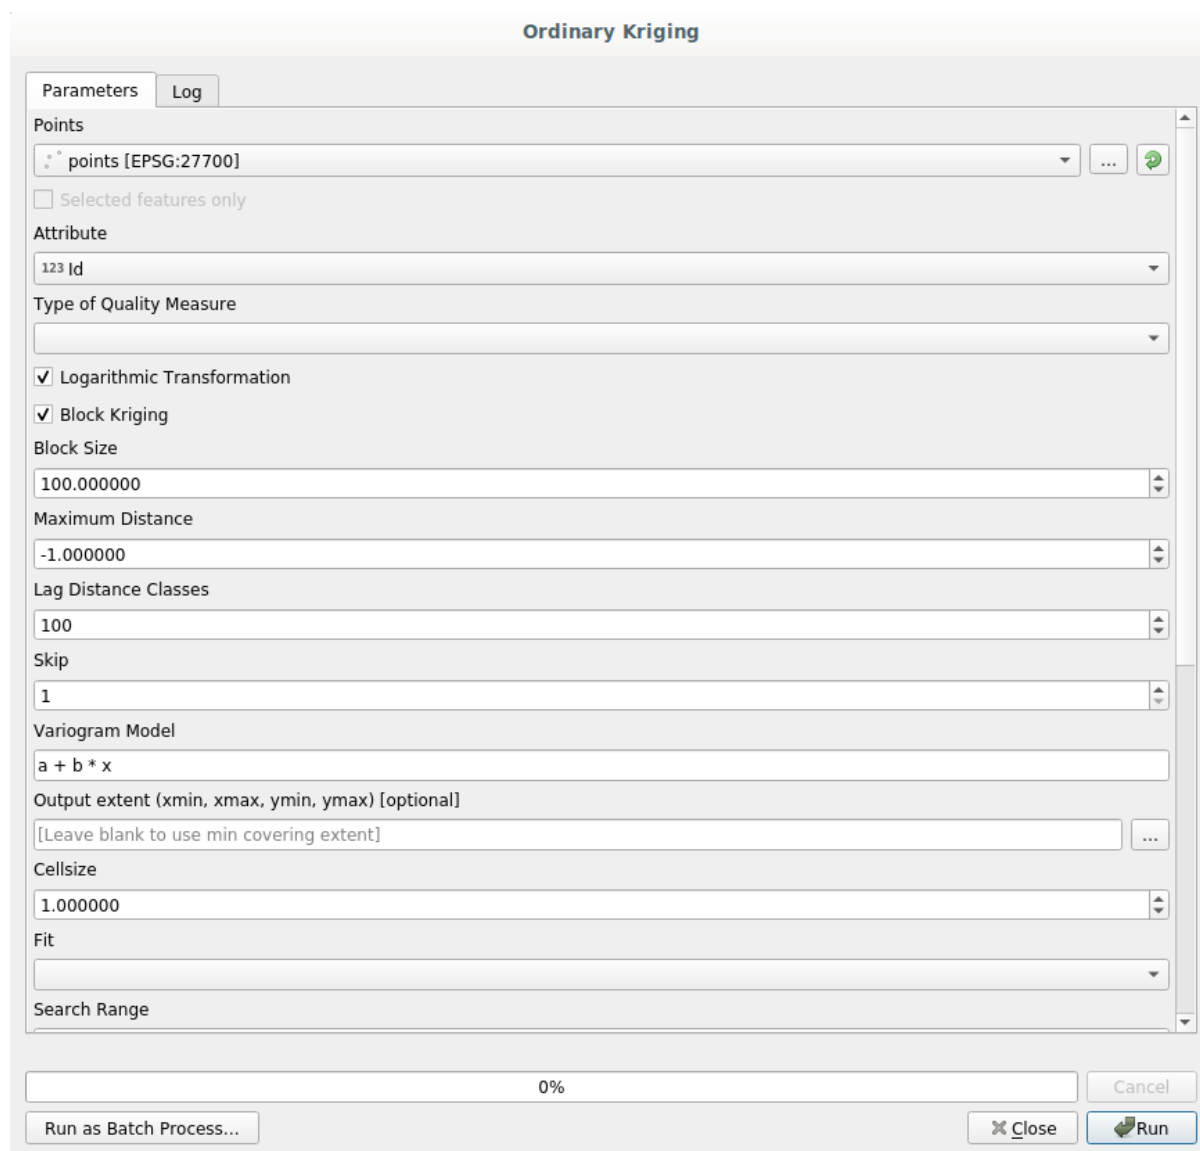 Ordinary Kriging
Parameters
Log
Points
points [EPSG:27700]
...
Selected features only
Attribute
123 Id
Type of Quality Measure
Logarithmic Transformation
Block Kriging
Block Size
100.000000
Maximum Distance
-1.000000
Lag Distance Classes
100
Skip
1
Variogram Model
a + b * x
Output extent (xmin, xmax, ymin, ymax) [optional]
[Leave blank to use min covering extent]
...
Cellsize
1.000000
Fit
Search Range
0%
Cancel
Run as Batch Process...
Close
Run